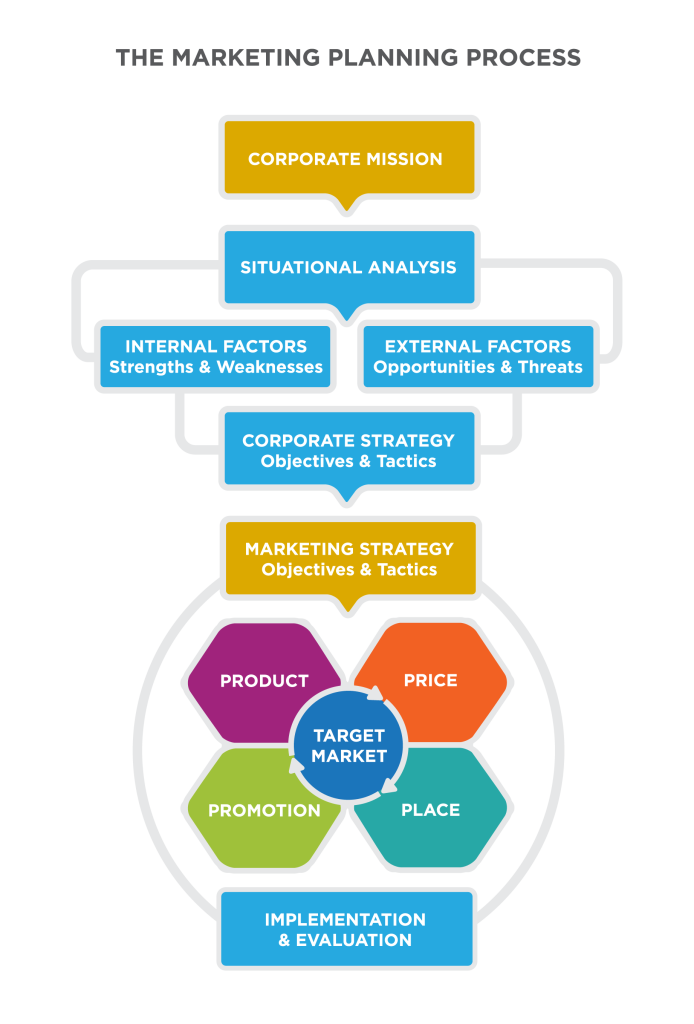 THE MARKETING PLANNING PROCESS
CORPORATE MISSION
SITUATIONAL ANALYSIS
INTERNAL FACTORS
Strengths & Weaknesses
EXTERNAL FACTORS
Opportunities & Threats
CORPORATE STRATEGY
Objectives & Tactics
MARKETING STRATEGY
Objectives & Tactics
PRODUCT
PRICE
TARGET
MARKET
PROMOTION
PLACE
IMPLEMENTATION
& EVALUATION